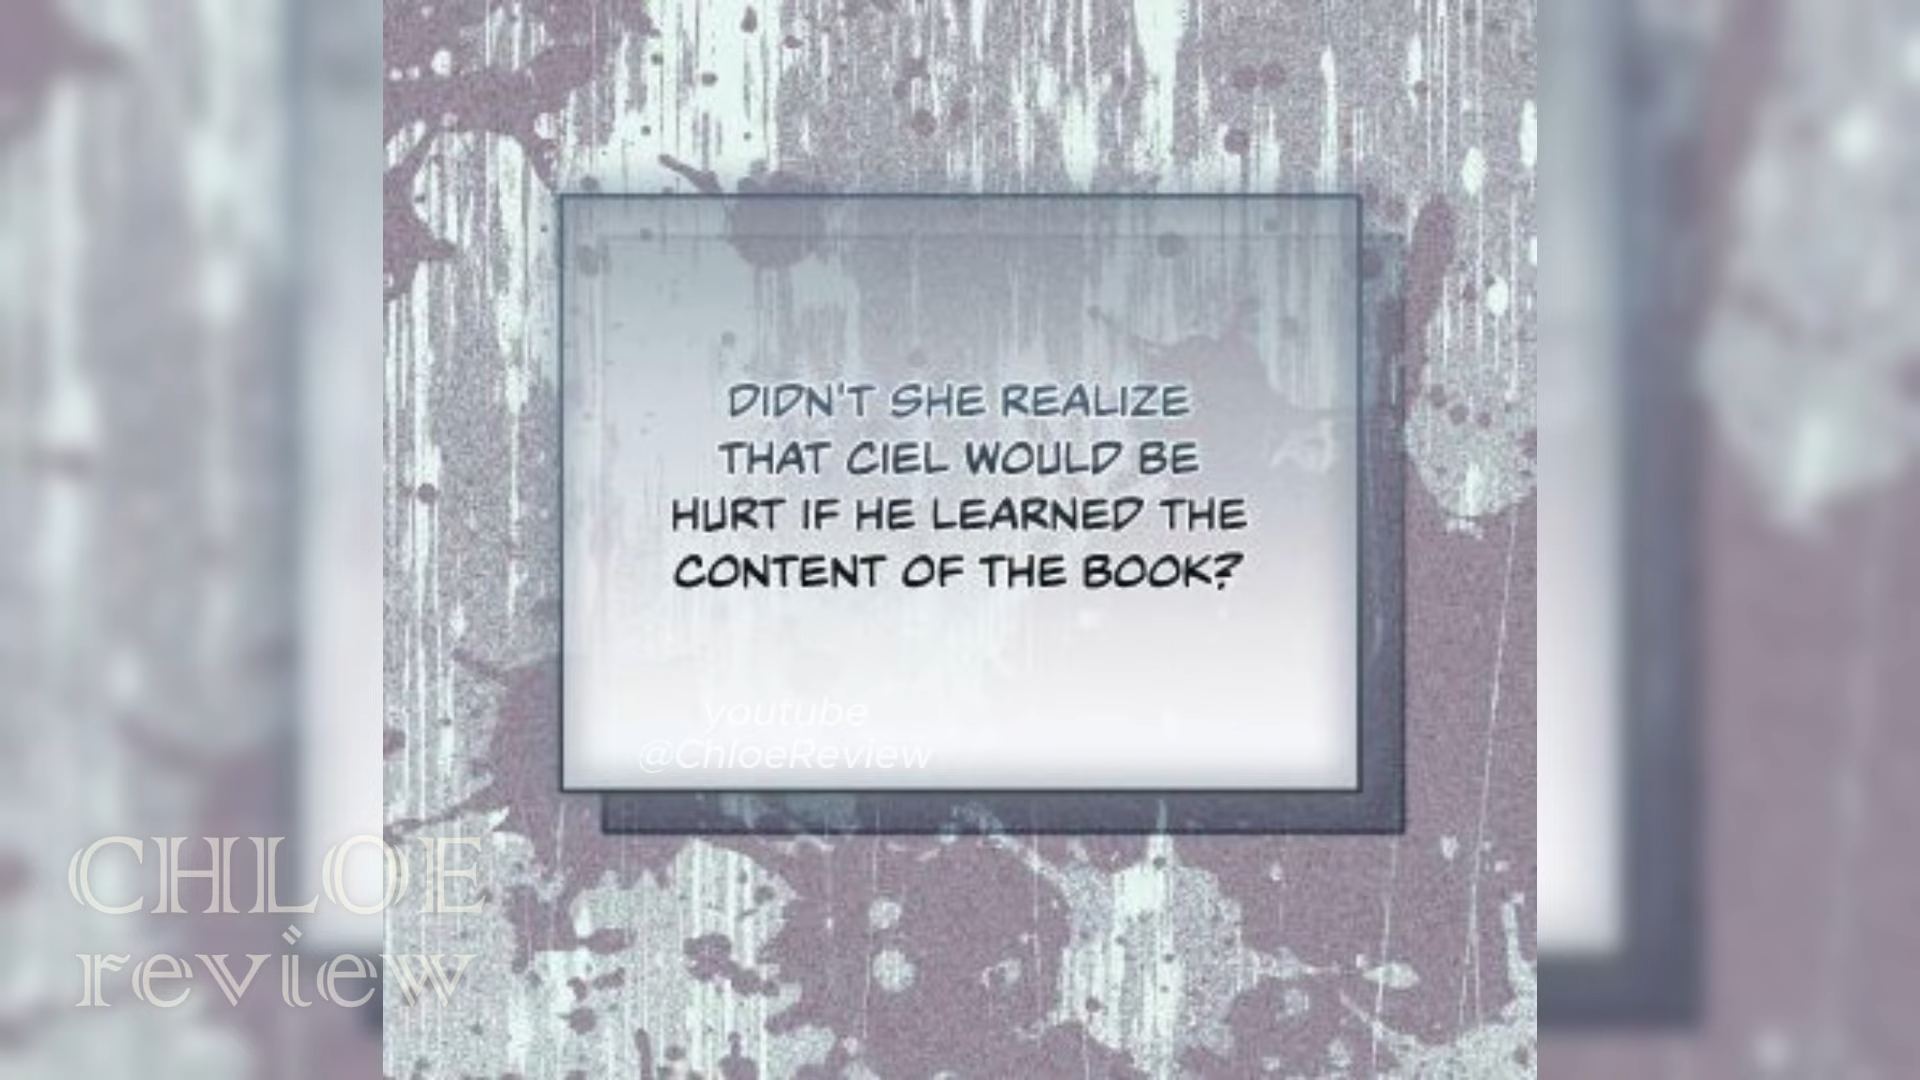 DIDN'T SHE REALIZE
THAT CIEL WOULD BE
HURT IF HE LEARNED THE
CONTENT OF THE BOOK?
youtube
@ChloeReview
CHLOE
review